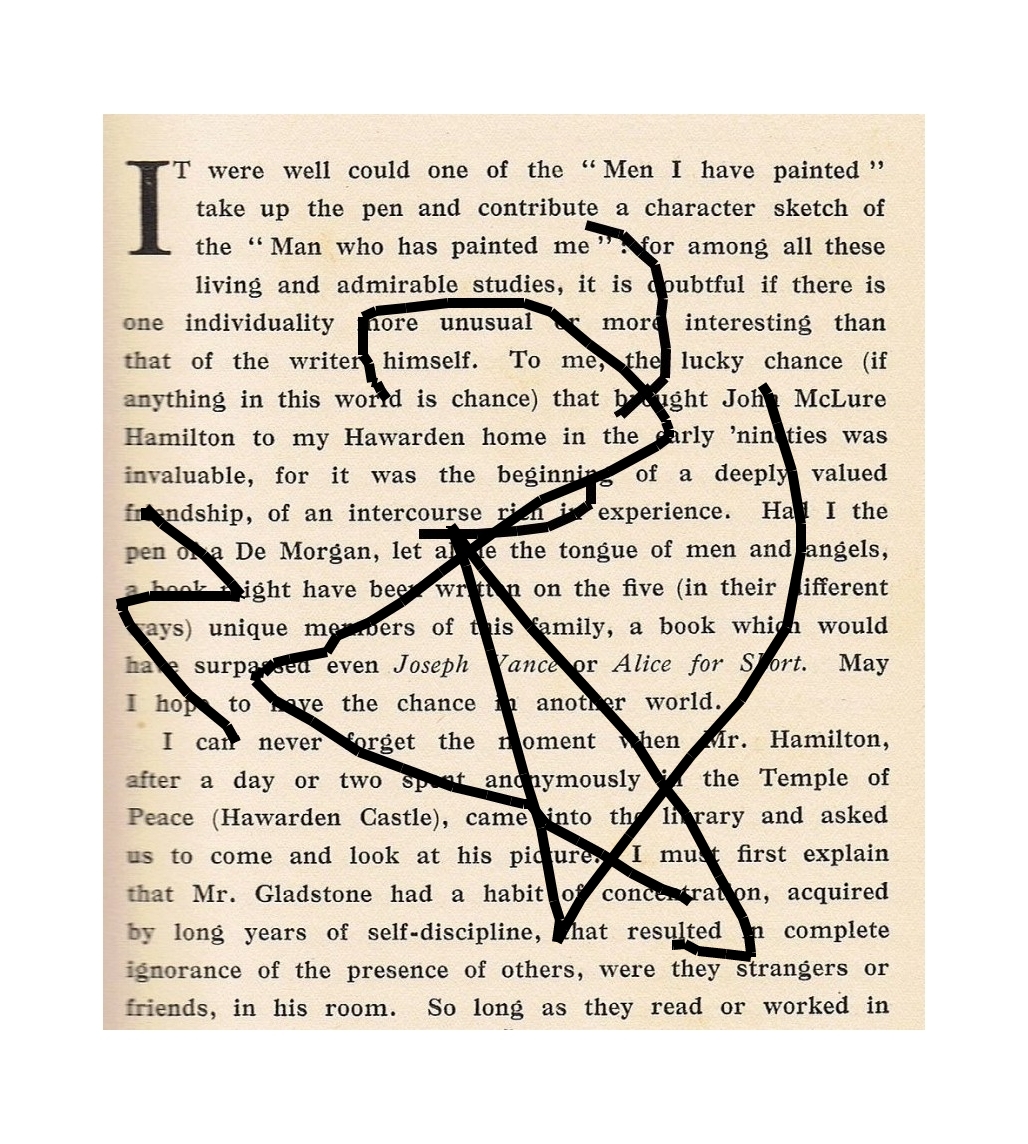 IT were well could one of the “Men I have painted”
take up the pen and contribute a character sketch of
the “Man who has painted me”? for among all these
living and admirable studies, it is doubtful if there is
one individuality more unusual or more interesting than
that of the writer himself. To me, the lucky chance (if
anything in this world is chance) that brought John McLure
Hamilton to my Hawarden home in the early ’nineties was
invaluable, for it was the beginning of a deeply valued
friendship, of an intercourse rich in experience. Had I the
pen of a De Morgan, let alone the tongue of men and angels,
a book might have been written on the five (in their different
ways) unique members of this family, a book which would
have surpassed even Joseph Vance or Alice for Short. May
I hope to have the chance in another world.
I can never forget the moment when Mr. Hamilton,
after a day or two spent anonymously in the Temple of
Peace (Hawarden Castle), came into the library and asked
us to come and look at his picture. I must first explain
that Mr. Gladstone had a habit of concentration, acquired
by long years of self-discipline, that resulted in complete
ignorance of the presence of others, were they strangers or
friends, in his room. So long as they read or worked in